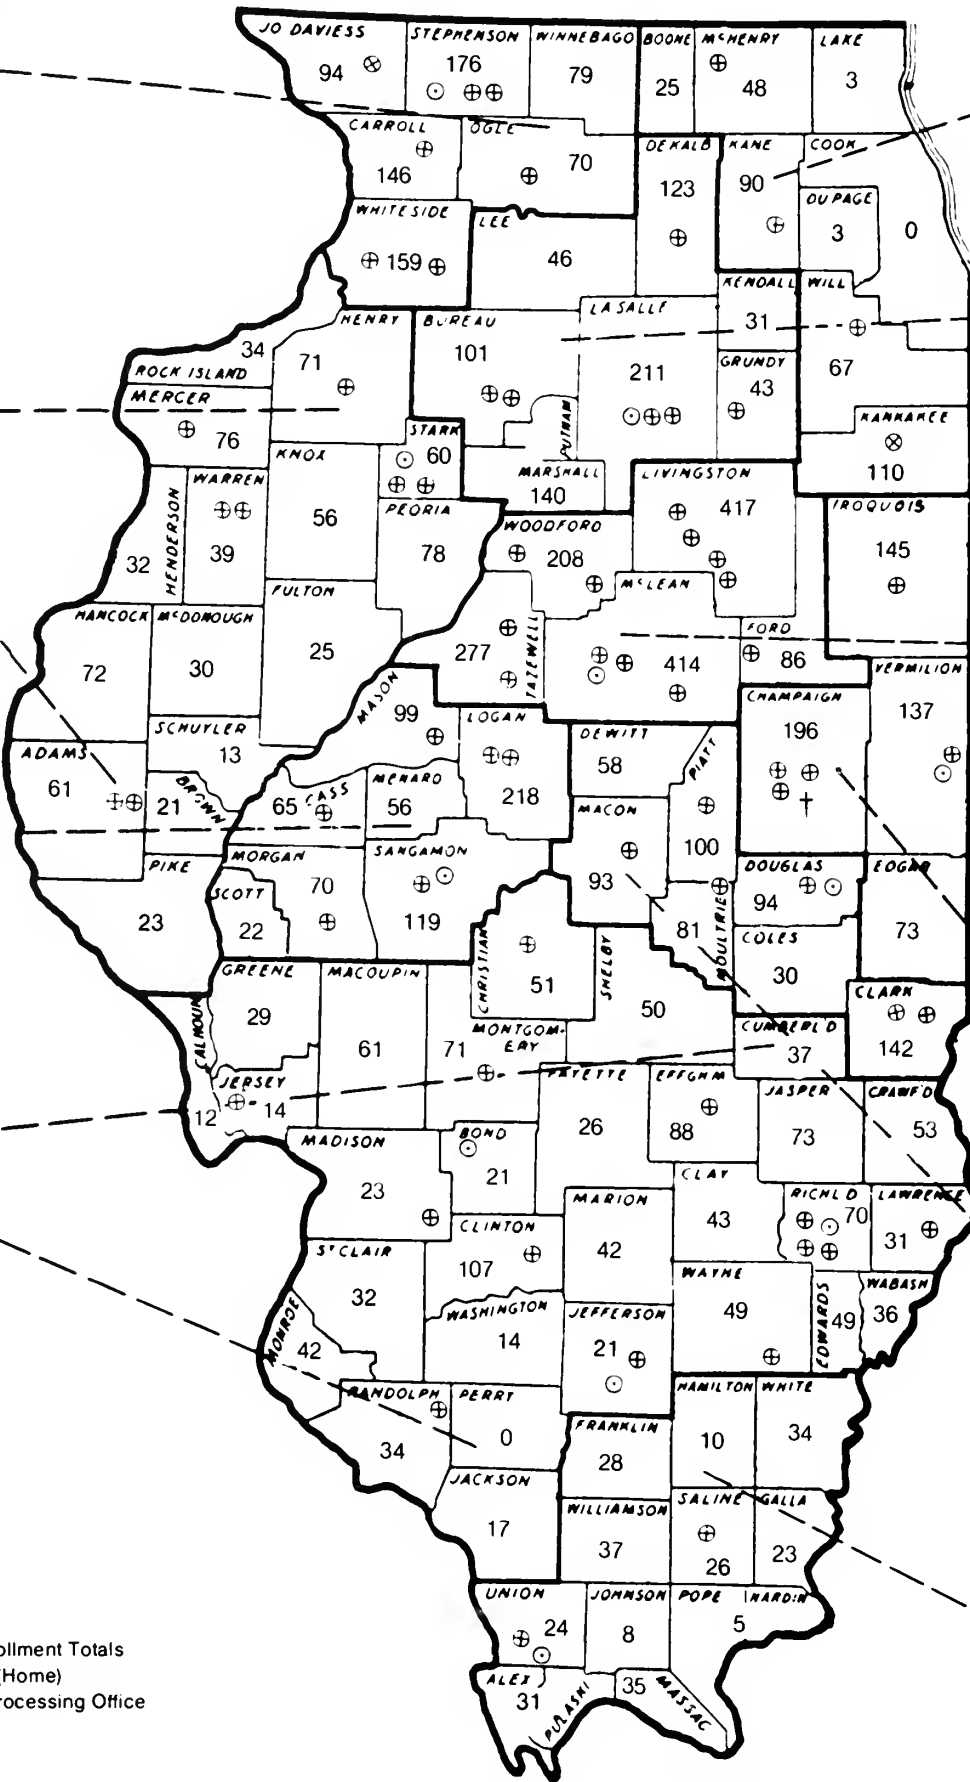 JO DAVIESS
94
STEPHENSON
176
WINNEBAGO
79
BOONE
25
McHENRY
48
LAKE
3
CARROLL
146
OGLE
70
DEKALB
123
KANE
90
COOK
0
DU PAGE
3
WHITESIDE
159
LEE
46
KENDALL
31
WILL
67
ROCK ISLAND
34
HENRY
71
BUREAU
101
LA SALLE
211
GRUNDY
43
PUTNAM
KANKAKEE
110
MERCER
76
STARK
60
KNOX
56
WARREN
39
HENDERSON
32
PEORIA
78
MARSHALL
140
LIVINGSTON
417
IROQUOIS
145
WOODFORD
208
McLEAN
414
FULTON
25
TAZEWELL
277
FORD
86
HANCOCK
72
McDONOUGH
30
VERMILION
137
MASON
99
LOGAN
218
CHAMPAIGN
196
SCHUYLER
13
DEWITT
58
PIATT
100
ADAMS
61
BROWN
21
CASS
65
MENARD
56
MACON
93
PIKE
23
MORGAN
70
SANGAMON
119
SCOTT
22
DOUGLAS
94
EDGAR
73
MOULTRIE
81
COLES
30
CHRISTIAN
51
SHELBY
50
GREENE
29
MACOUPIN
61
CLARK
142
CALHOUN
12
MONTGOM-
ERY
71
CUMBERL'D
37
JERSEY
14
FAYETTE
26
EFFGHM
88
JASPER
73
CRAWF'D
53
MADISON
23
BOND
21
CLAY
43
RICHL D
70
LAWRENCE
31
MARION
42
CLINTON
107
ST CLAIR
32
WAYNE
49
EDWARDS
49
WABASH
36
MONROE
42
WASHINGTON
14
JEFFERSON
21
RANDOLPH
34
PERRY
0
HAMILTON
10
WHITE
34
FRANKLIN
28
JACKSON
17
WILLIAMSON
37
SALINE
26
GALLA
23
UNION
24
JOHNSON
8
POPE
5
HARDIN
ALEX
31
PULASKI
35
MASSAC
ollment Totals
(Home)
rocessing Office